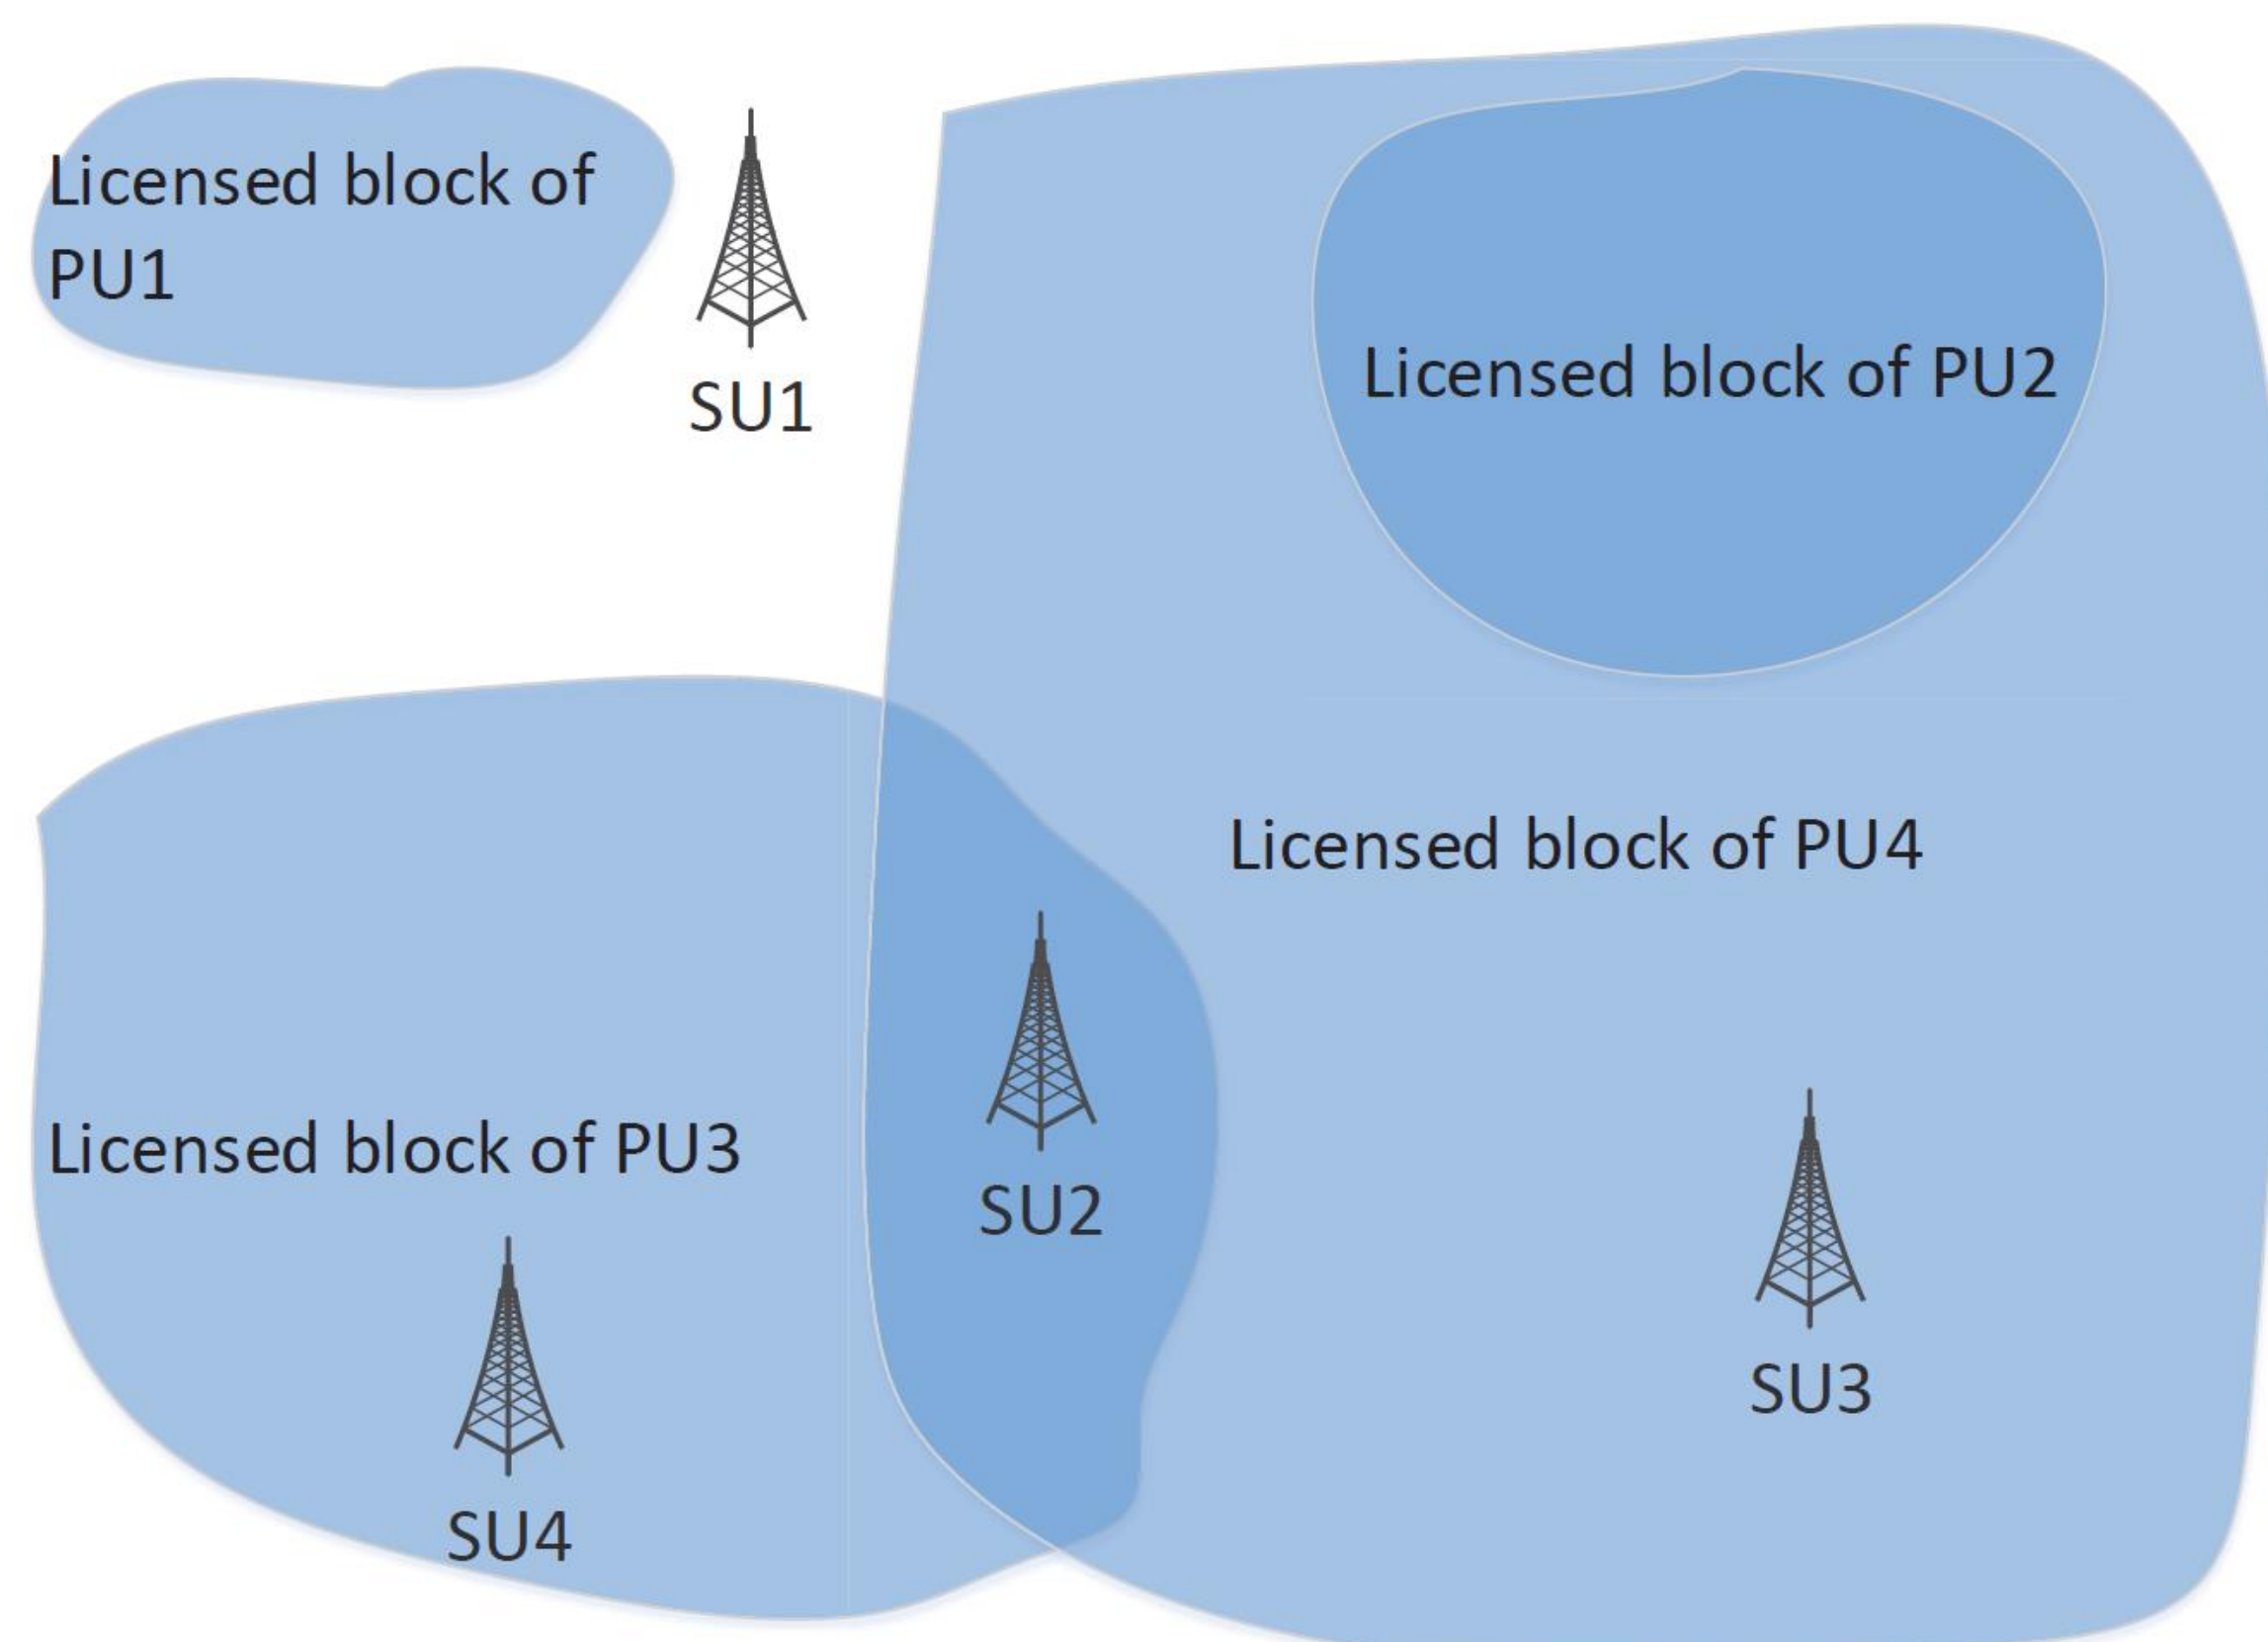 Licensed block of
PU1
SU1
Licensed block of PU2
Licensed block of PU4
Licensed block of PU3
SU2
SU3
SU4